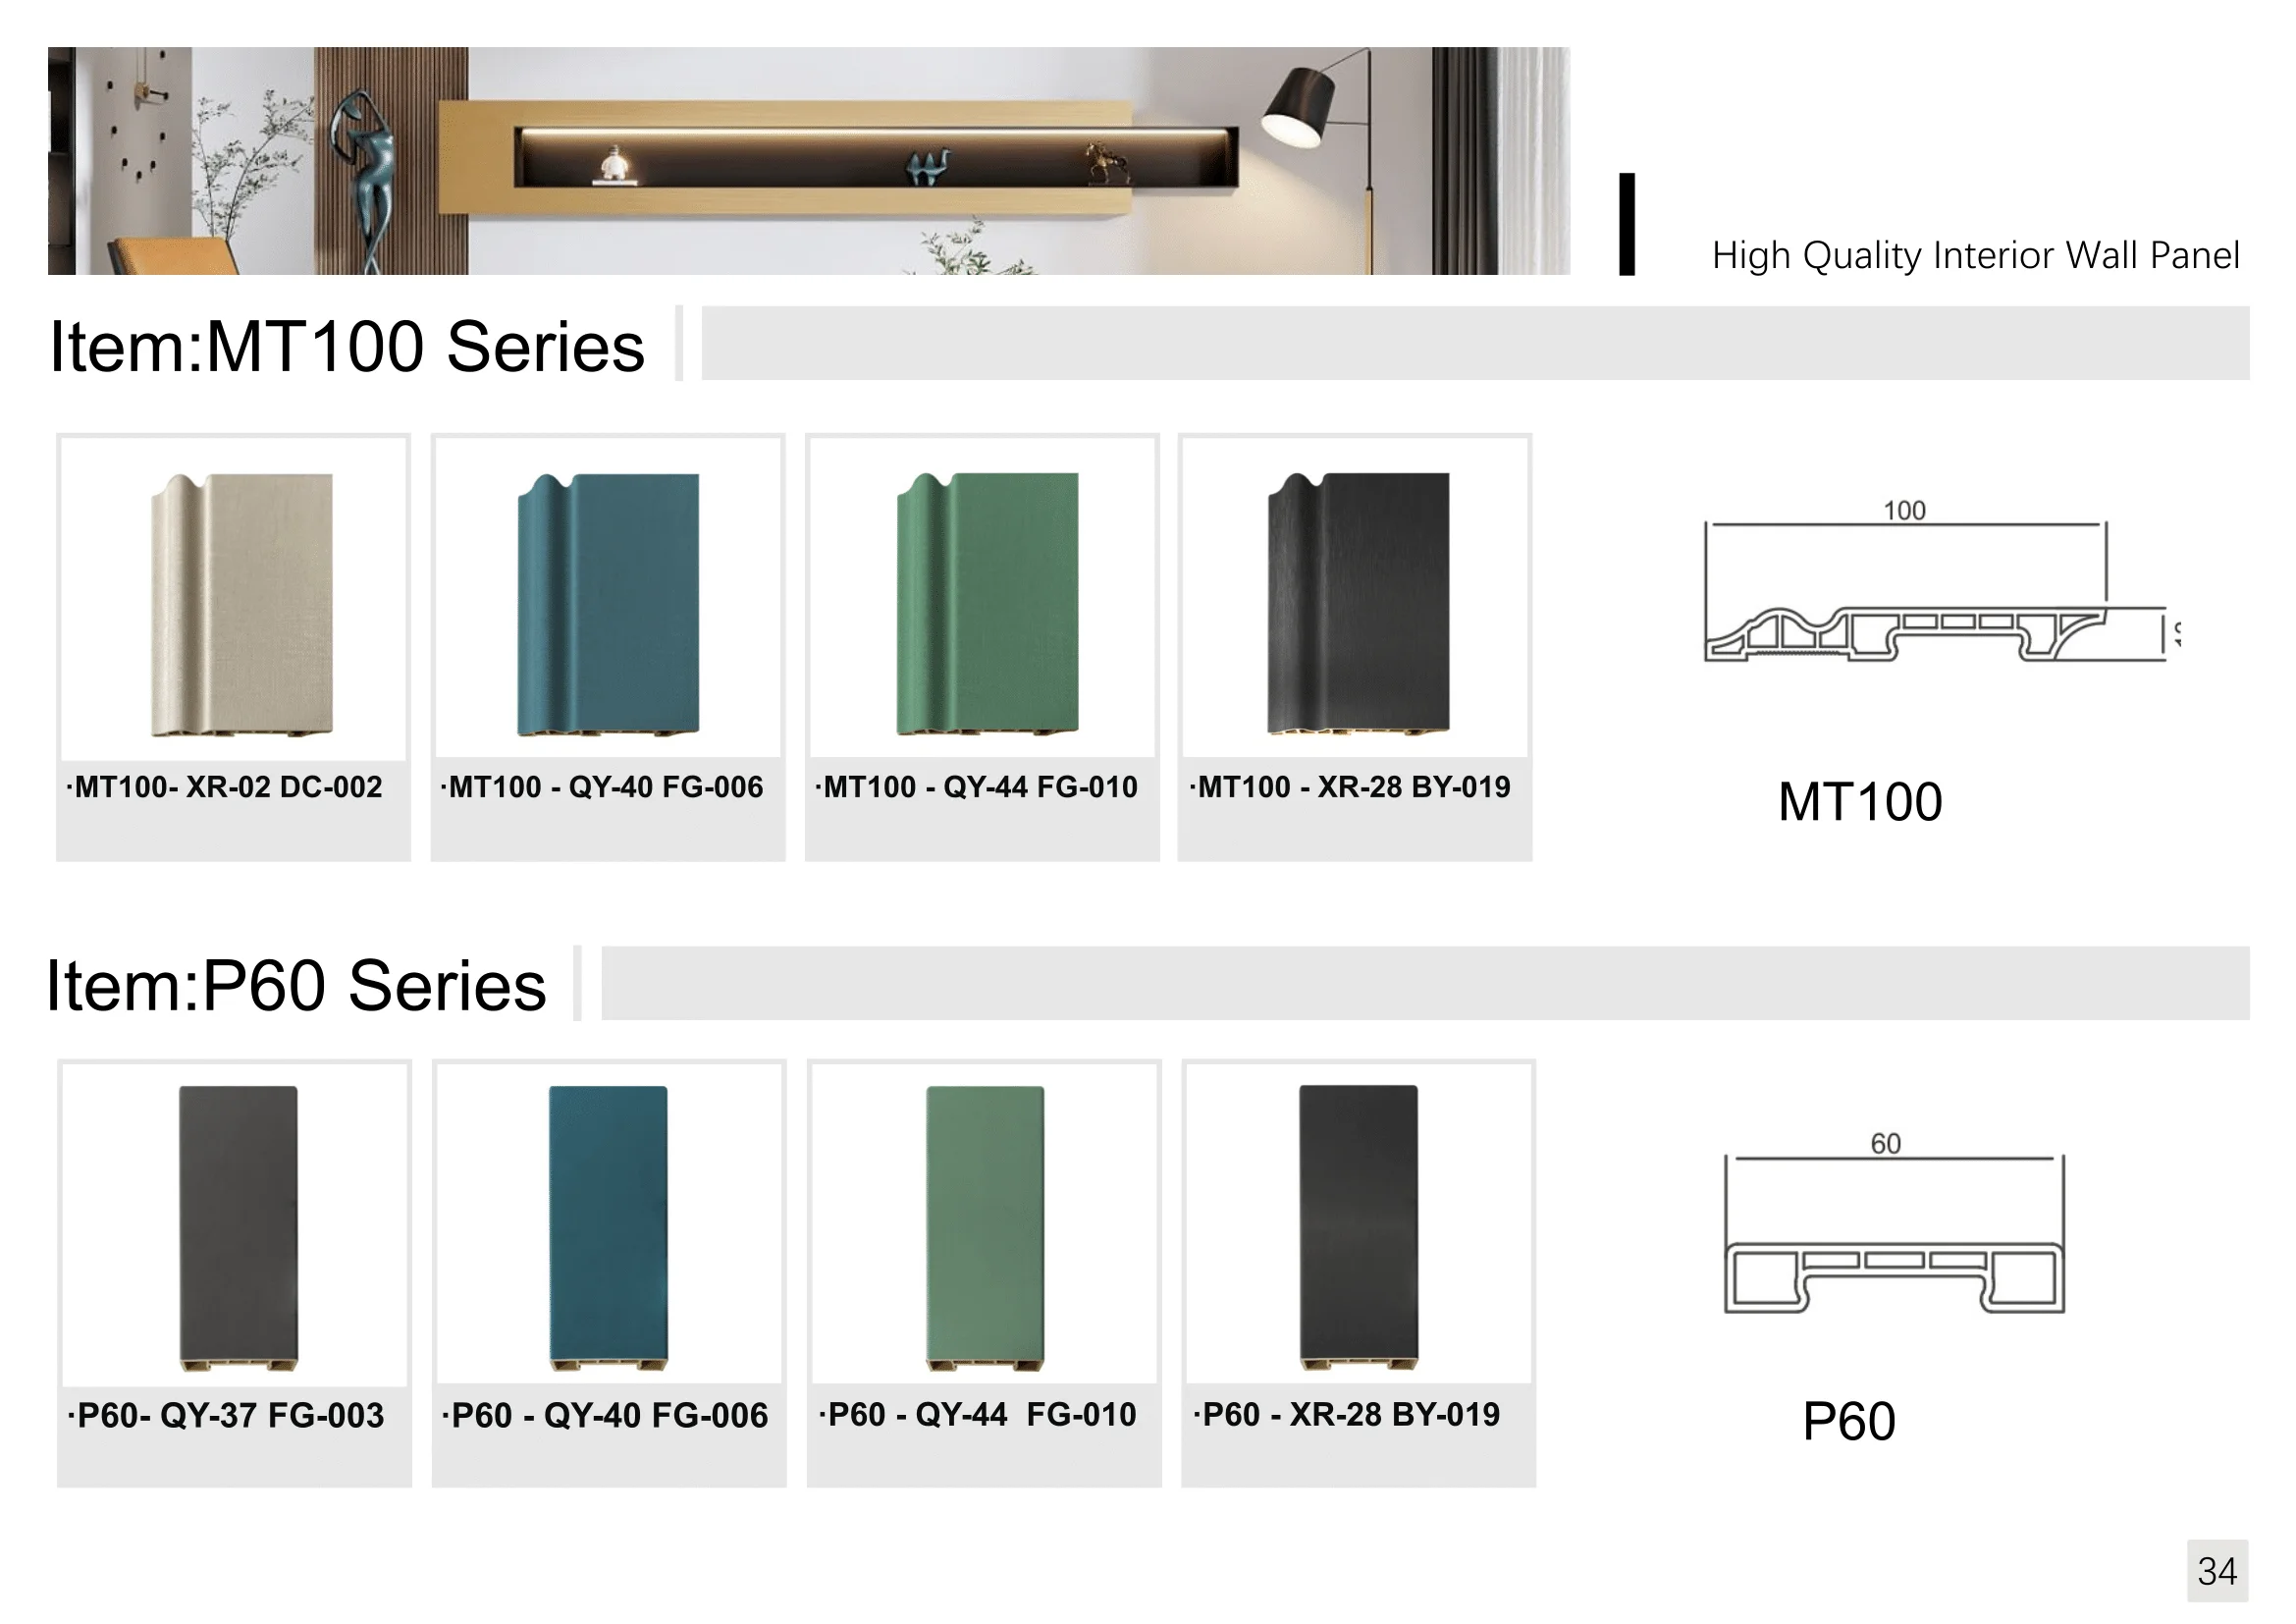 High Quality Interior Wall Panel
Item:MT100 Series
·MT100- XR-02 DC-002
·MT100 - QY-40 FG-006
·MT100 - QY-44 FG-010
·MT100 - XR-28 BY-019
100
MT100
Item:P60 Series
·P60- QY-37 FG-003
·P60 - QY-40 FG-006
·P60 - QY-44  FG-010
·P60 - XR-28 BY-019
60
P60
34